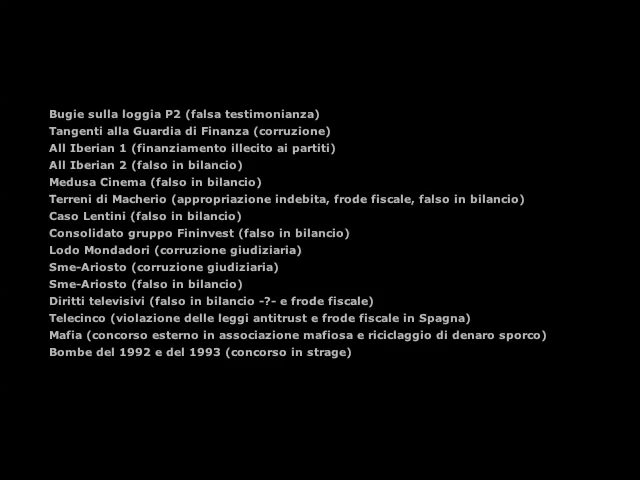 Bugie sulla loggia P2 (falsa testimonianza)
Tangenti alla Guardia di Finanza (corruzione)
All Iberian 1 (finanziamento illecito ai partiti)
All Iberian 2 (falso in bilancio)
Medusa Cinema (falso in bilancio)
Terreni di Macherio (appropriazione indebita, frode fiscale, falso in bilancio)
Caso Lentini (falso in bilancio)
Consolidato gruppo Fininvest (falso in bilancio)
Lodo Mondadori (corruzione giudiziaria)
Sme-Ariosto (corruzione giudiziaria)
Sme-Ariosto (falso in bilancio)
Diritti televisivi (falso in bilancio -?- e frode fiscale)
Telecinco (violazione delle leggi antitrust e frode fiscale in Spagna)
Mafia (concorso esterno in associazione mafiosa e riciclaggio di denaro sporco)
Bombe del 1992 e del 1993 (concorso in strage)